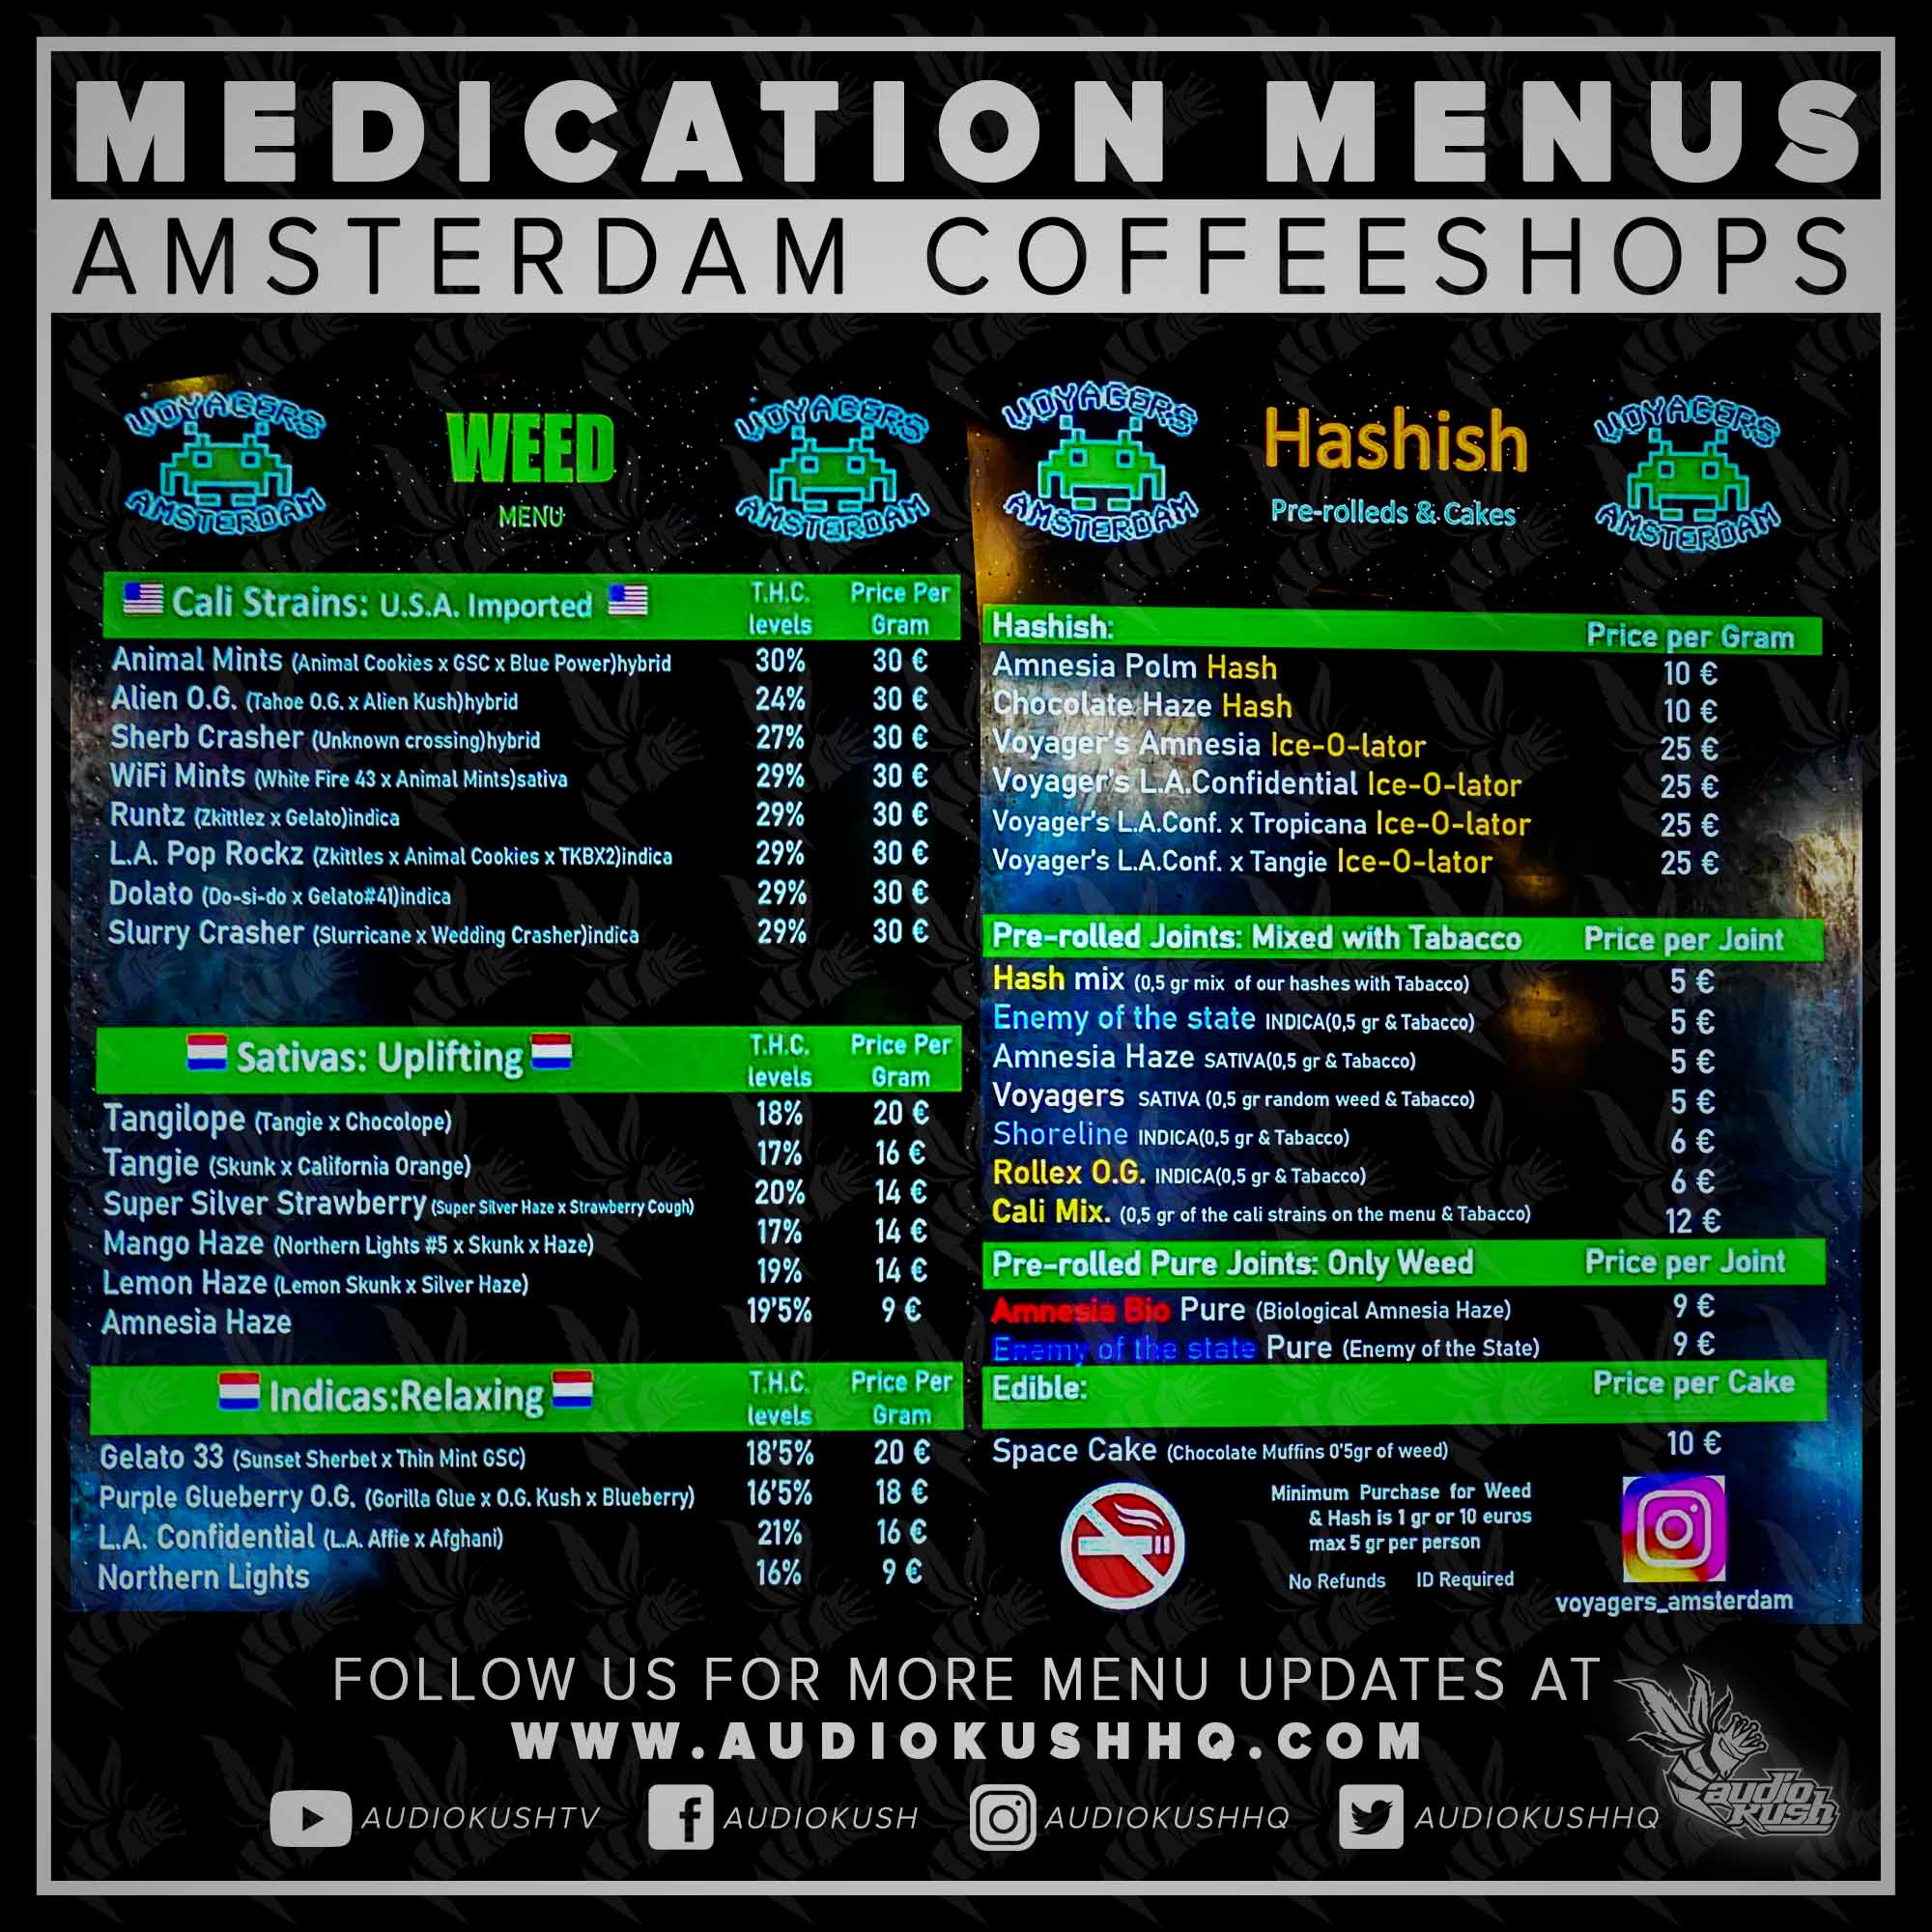 MEDICATION MENUS
AMSTERDAM COFFEESHOPS
VOYAGERS
AMSTERDAM
WEED
MENU
VOYAGERS
AMSTERDAM
Cali Strains: U.S.A. Imported T.H.C. levels Price Per Gram
Animal Mints (Animal Cookies x GSC x Blue Power)hybrid 30% 30 €
Alien O.G. (Tahoe O.G. x Alien Kush)hybrid 24% 30 €
Sherb Crasher (Unknown crossing)hybrid 27% 30 €
WiFi Mints (White Fire 43 x Animal Mints)sativa 29% 30 €
Runtz (Zkittlez x Gelato)indica 29% 30 €
L.A. Pop Rockz (Zkittles x Animal Cookies x TKBX2)indica 29% 30 €
Dolato (Do-si-do x Gelato#41)indica 29% 30 €
Slurry Crasher (Slurricane x Wedding Crasher)indica 29% 30 €
Sativas: Uplifting T.H.C. levels Price Per Gram
Tangilope (Tangie x Chocolope) 18% 20 €
Tangie (Skunk x California Orange) 17% 16 €
Super Silver Strawberry (Super Silver Haze x Strawberry Cough) 20% 14 €
Mango Haze (Northern Lights #5 x Skunk x Haze) 17% 14 €
Lemon Haze (Lemon Skunk x Silver Haze) 19% 14 €
Amnesia Haze 19'5% 9 €
Indicas:Relaxing T.H.C. levels Price Per Gram
Gelato 33 (Sunset Sherbet x Thin Mint GSC) 18'5% 20 €
Purple Glueberry O.G. (Gorilla Glue x O.G. Kush x Blueberry) 16'5% 18 €
L.A. Confidential (L.A. Affie x Afghani) 21% 16 €
Northern Lights 16% 9 €
VOYAGERS
AMSTERDAM
Hashish
Pre-rolleds & Cakes
VOYAGERS
AMSTERDAM
Hashish: Price per Gram
Amnesia Polm Hash 10 €
Chocolate Haze Hash 10 €
Voyager's Amnesia Ice-O-lator 25 €
Voyager's L.A.Confidential Ice-O-lator 25 €
Voyager's L.A.Conf. x Tropicana Ice-O-lator 25 €
Voyager's L.A.Conf. x Tangie Ice-O-lator 25 €
Pre-rolled Joints: Mixed with Tabacco Price per Joint
Hash mix (0,5 gr mix of our hashes with Tabacco) 5 €
Enemy of the state INDICA(0,5 gr & Tabacco) 5 €
Amnesia Haze SATIVA(0,5 gr & Tabacco) 5 €
Voyagers SATIVA (0,5 gr random weed & Tabacco) 5 €
Shoreline INDICA(0,5 gr & Tabacco) 6 €
Rollex O.G. INDICA(0,5 gr & Tabacco) 6 €
Cali Mix. (0,5 gr of the cali strains on the menu & Tabacco) 12 €
Pre-rolled Pure Joints: Only Weed Price per Joint
Amnesia Bio Pure (Biological Amnesia Haze) 9 €
Enemy of the state Pure (Enemy of the State) 9 €
Edible: Price per Cake
Space Cake (Chocolate Muffins 0'5gr of weed) 10 €
Minimum Purchase for Weed
& Hash is 1 gr or 10 euros
max 5 gr per person
No Refunds ID Required
voyagers_amsterdam
FOLLOW US FOR MORE MENU UPDATES AT
WWW.AUDIOKUSHHQ.COM
AUDIOKUSHTV AUDIOKUSH AUDIOKUSHHQ AUDIOKUSHHQ
audio kush